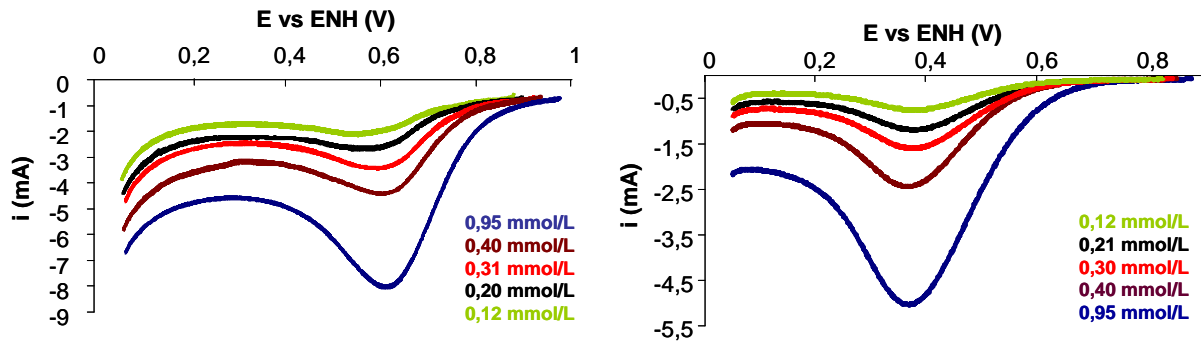 E vs ENH (V)
0 0,2 0,4 0,6 0,8 1
0
-1
-2
-3
-4
-5
-6
-7
-8
-9
i (mA)
0,95 mmol/L
0,40 mmol/L
0,31 mmol/L
0,20 mmol/L
0,12 mmol/L
E vs ENH (V)
0 0,2 0,4 0,6 0,8
-0,5
-1,5
-2,5
-3,5
-4,5
-5,5
i (mA)
0,12 mmol/L
0,21 mmol/L
0,30 mmol/L
0,40 mmol/L
0,95 mmol/L